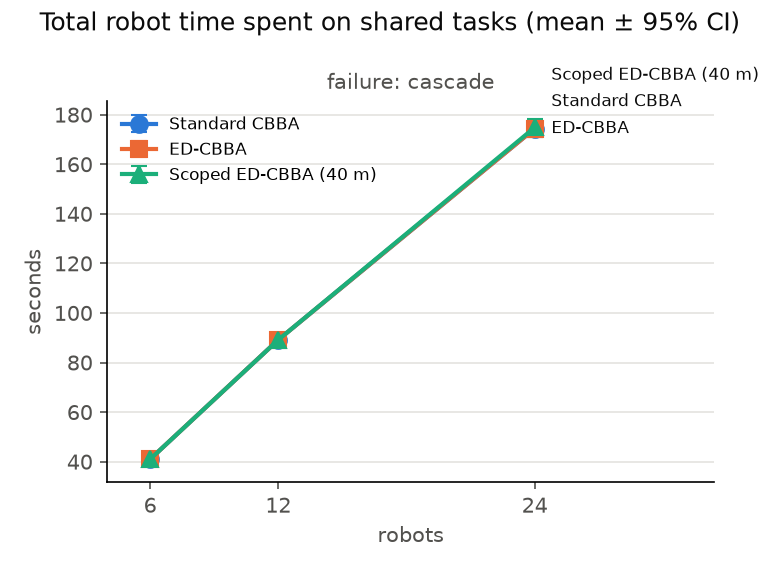 Total robot time spent on shared tasks (mean ± 95% CI)
failure: cascade
Scoped ED-CBBA (40 m)
Standard CBBA
ED-CBBA
Standard CBBA
ED-CBBA
Scoped ED-CBBA (40 m)
seconds
180
160
140
120
100
80
60
40
6 12 24
robots